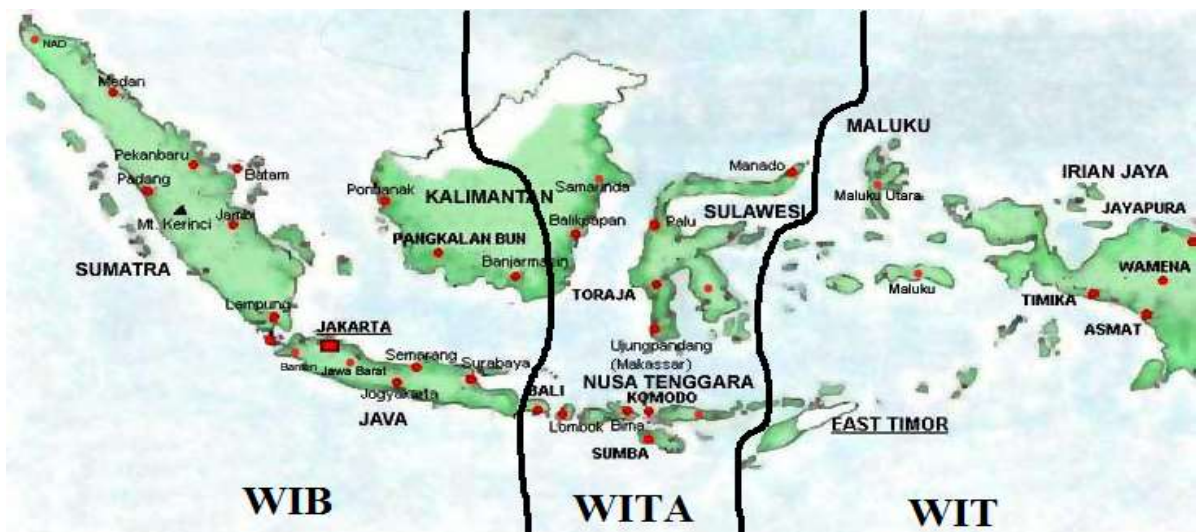 NAD
Medan
MALUKU
Manado
IRIAN JAYA
Pekanbaru
Batam
Padang
Pontianak
KALIMANTAN
Samarinda
Maluku Utara
JAYAPURA
Mt. Kerinci
Jambi
SULAWESI
Palu
Balikpapan
PANGKALAN BUN
SUMATRA
Banjarmasin
WAMENA
TORAJA
Maluku
TIMIKA
Lampung
ASMAT
JAKARTA
Ujungpandang
(Makassar)
Semarang
Surabaya
Banten
Jawa Barat
NUSA TENGGARA
BALI
KOMODO
Jogyakarta
JAVA
Lombok
Bima
EAST TIMOR
SUMBA
WIB
WITA
WIT